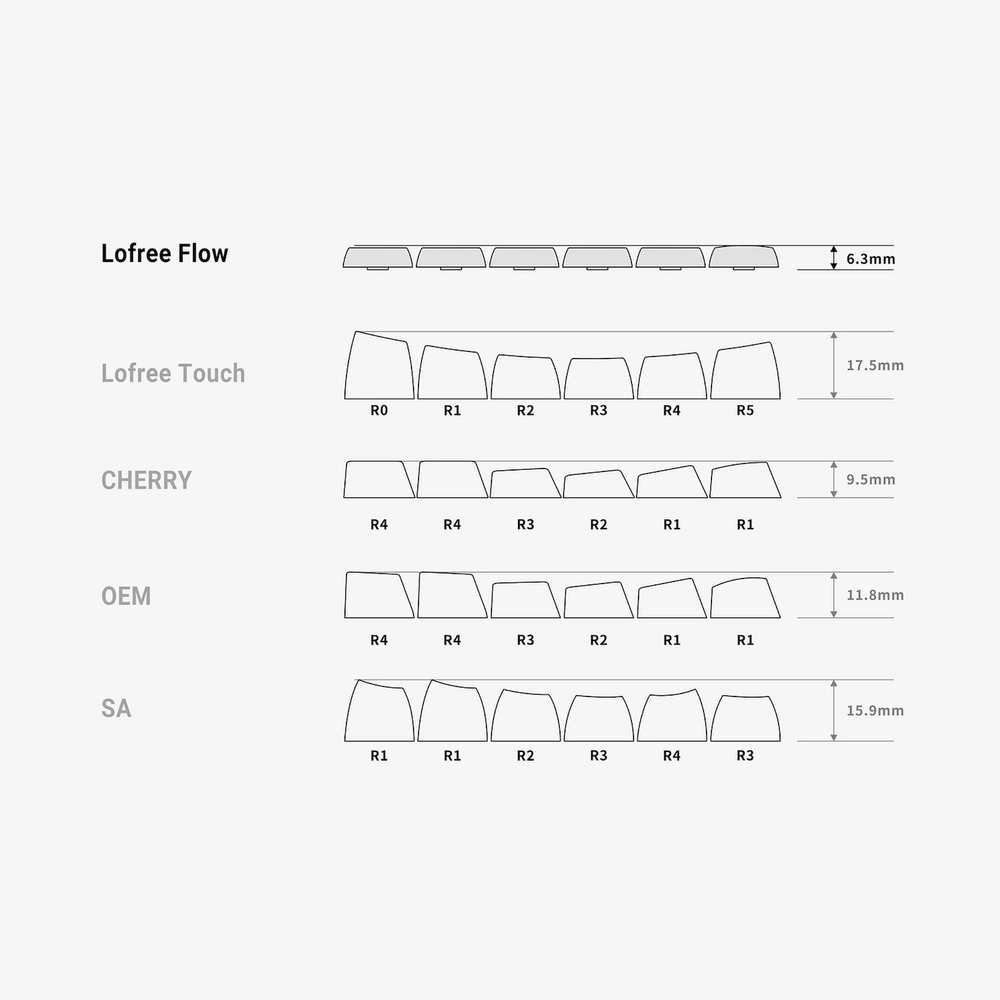 Lofree Flow
6.3mm
Lofree Touch
17.5mm
R0 R1 R2 R3 R4 R5
CHERRY
9.5mm
R4 R4 R3 R2 R1 R1
OEM
11.8mm
R4 R4 R3 R2 R1 R1
SA
15.9mm
R1 R1 R2 R3 R4 R3